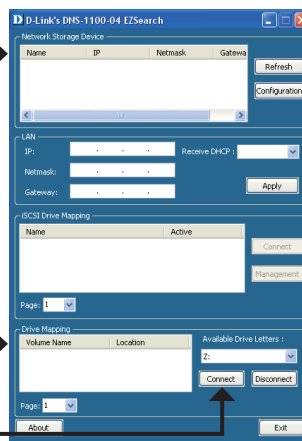 D D-Link's DNS-1100-04 EZSearch
Network Storage Device
Name IP Netmask Gatewa
Refresh
Configuration
LAN
IP: . . . Receive DHCP :
Netmask: . . .
Gateway: . . . Apply
iSCSI Drive Mapping
Name Active
Connect
Management
Page: 1
Drive Mapping
Volume Name Location Available Drive Letters :
Z:
Connect Disconnect
Page: 1
About Exit